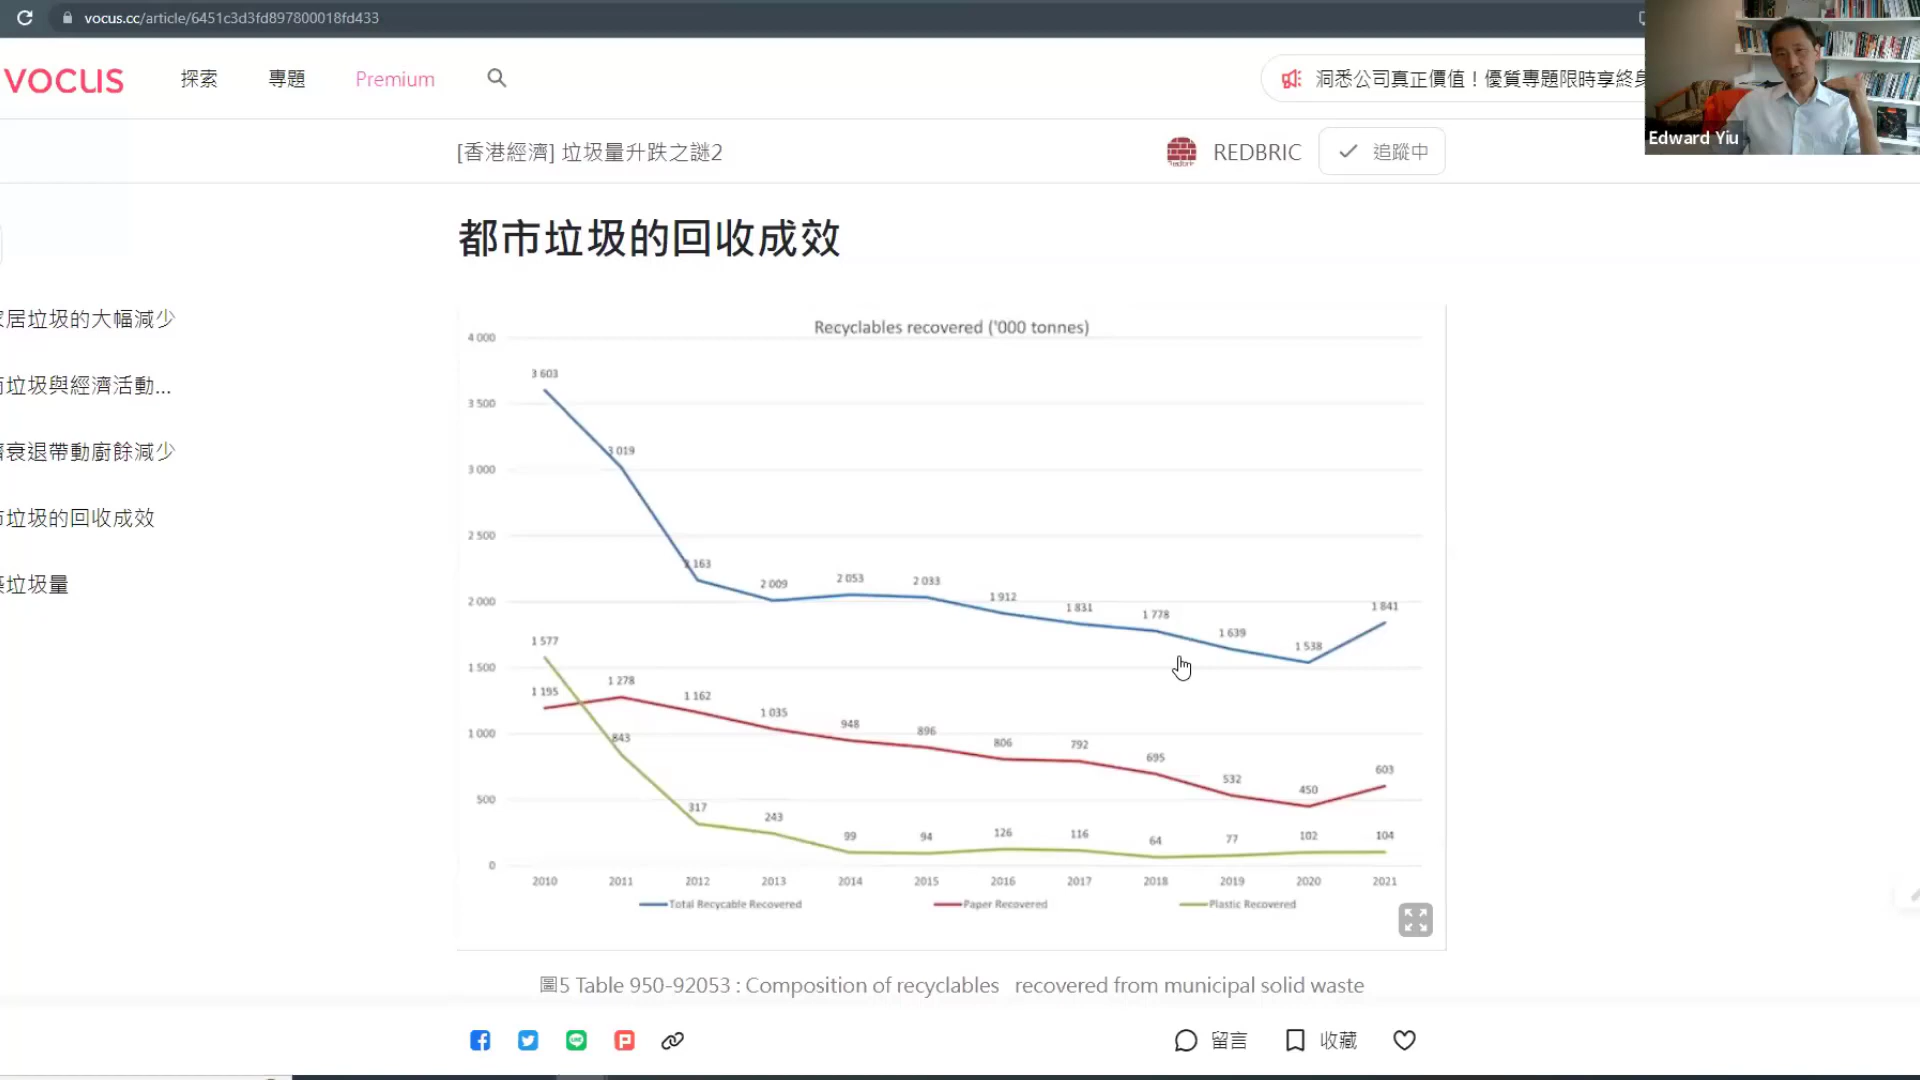 vocus.cc/article/6451c3d3fd897800018fd433
vocus
探索
專題
Premium
洞悉公司真正價值！優質專題限時享終
Edward Yiu
[香港經濟] 垃圾量升跌之謎2
REDBRIC
追蹤中
都市垃圾的回收成效
居垃圾的大幅減少
垃圾與經濟活動...
衰退帶動廚餘減少
垃圾的回收成效
垃圾量
Recyclables recovered ('000 tonnes)
4 000
3 500
3 000
2 500
2 000
1 500
1 000
500
0
3 603
3 019
2 163
2 009
2 053
2 033
1 912
1 831
1 778
1 639
1 538
1 841
1 577
1 195
1 278
1 162
1 035
948
896
806
792
695
532
450
603
843
317
243
99
94
126
116
64
77
102
104
2010 2011 2012 2013 2014 2015 2016 2017 2018 2019 2020 2021
Total Recycable Recovered
Paper Recovered
Plastic Recovered
圖5 Table 950-92053 : Composition of recyclables recovered from municipal solid waste
留言
收藏